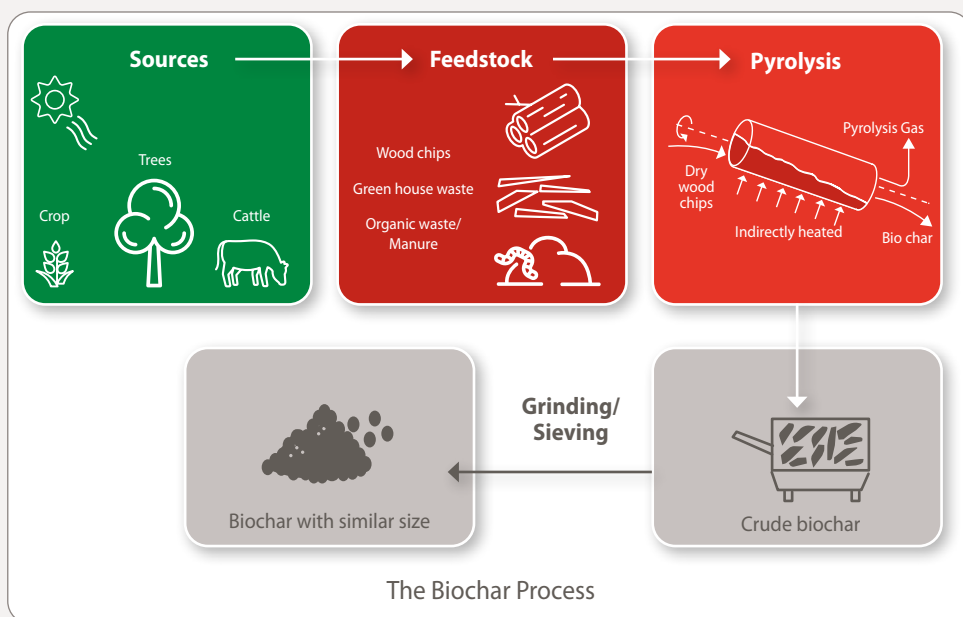 Sources
Feedstock
Pyrolysis
Trees
Crop
Cattle
Wood chips
Green house waste
Organic waste/
Manure
Pyrolysis Gas
Dry
wood
chips
Indirectly heated
Bio char
Grinding/
Sieving
Biochar with similar size
Crude biochar
The Biochar Process